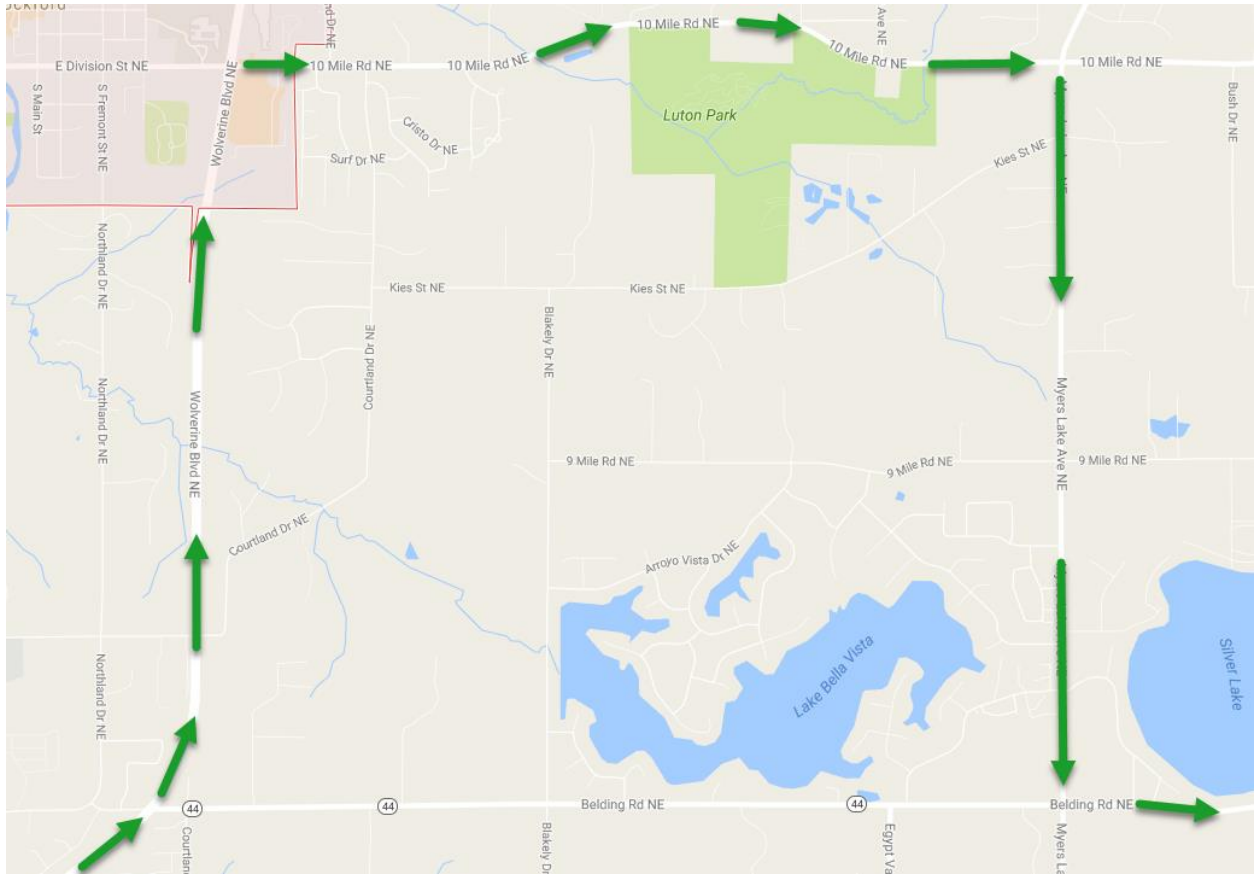 E Division St NE
10 Mile Rd NE
10 Mile Rd NE
10 Mile Rd NE
Ave NE
10 Mile Rd NE
10 Mile Rd NE
S Main St
S Fremont St NE
Wolverine Blvd NE
Surf Dr NE
Cristo Dr NE
Luton Park
Kies St NE
Bush Dr NE
Northland Dr NE
Kies St NE
Kies St NE
Courtland Dr NE
Blakely Dr NE
Northland Dr NE
Wolverine Blvd NE
Myers Lake Ave NE
9 Mile Rd NE
9 Mile Rd NE
9 Mile Rd NE
Courtland Dr NE
Arroyo Vista Dr NE
Lake Bella Vista
Silver Lake
Northland Dr NE
44
44
Belding Rd NE
44
Belding Rd NE
Courtlan
Blakely Dr
Egypt Va
Myers La